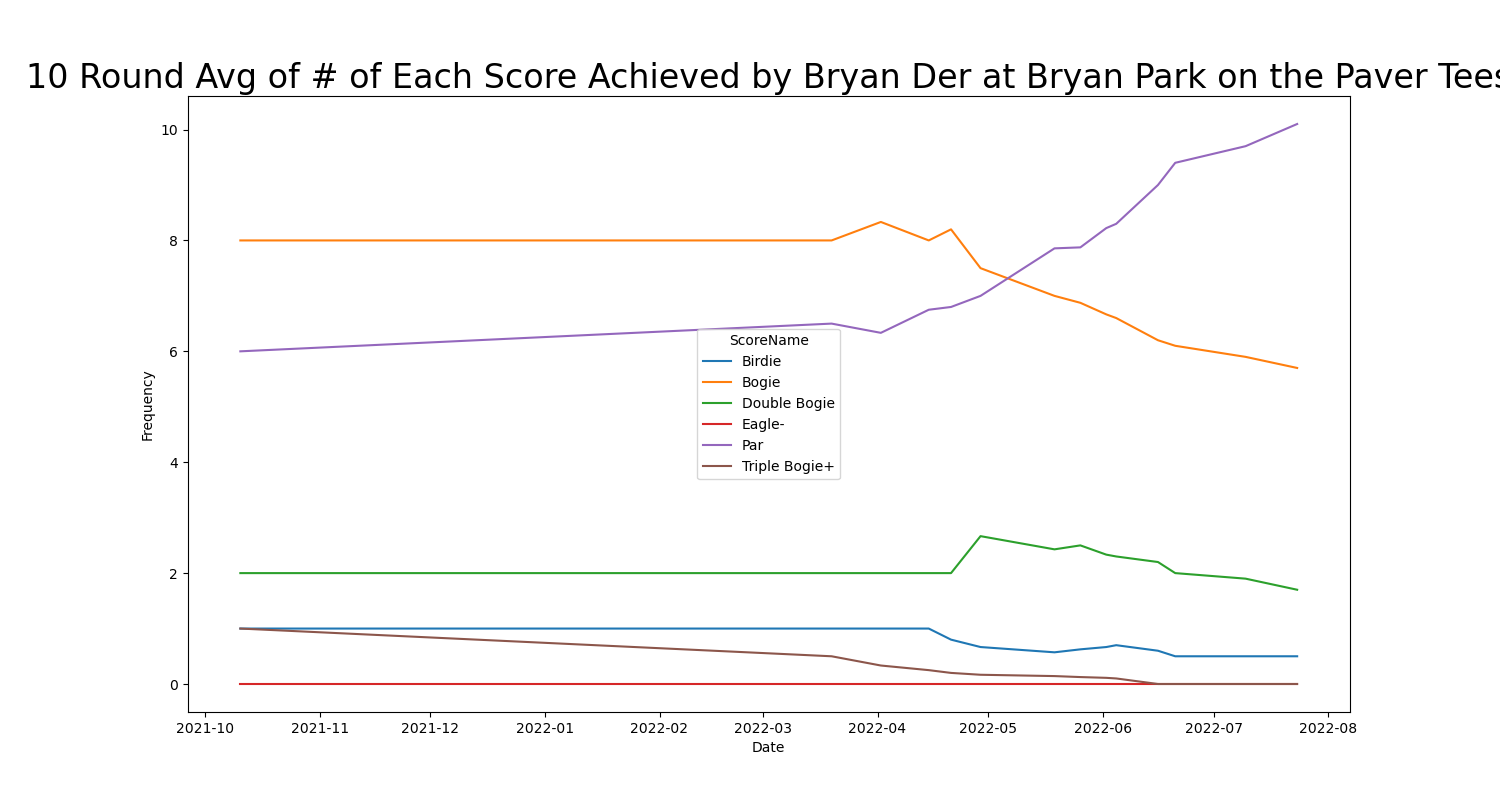 10 Round Avg of # of Each Score Achieved by Bryan Der at Bryan Park on the Paver Tees
10
8
6
4
2
0
Frequency
ScoreName
Birdie
Bogie
Double Bogie
Eagle-
Par
Triple Bogie+
2021-10 2021-11 2021-12 2022-01 2022-02 2022-03 2022-04 2022-05 2022-06 2022-07 2022-08
Date